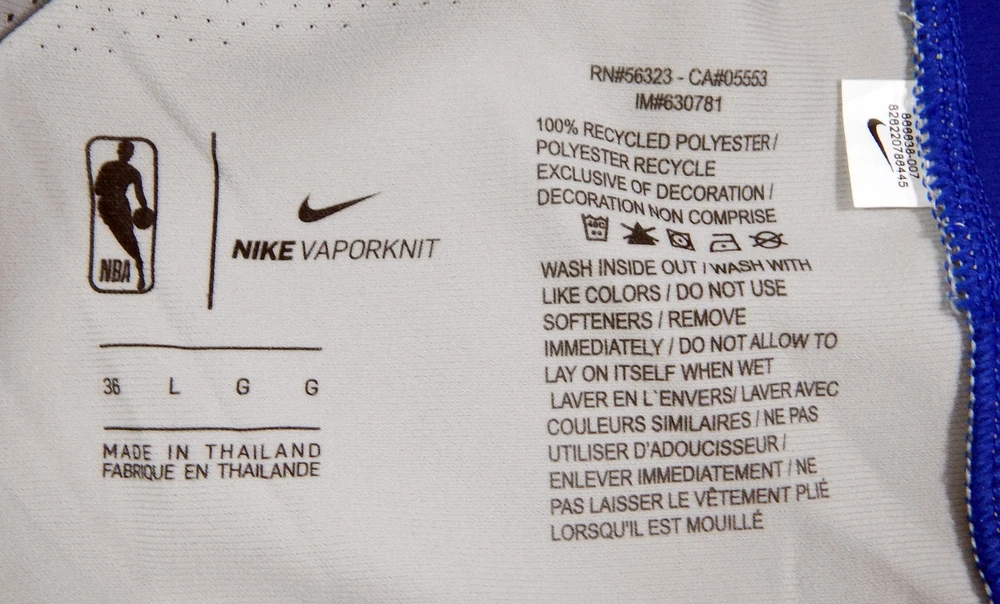 RN#56323 - CA#05553
IM#630781
100% RECYCLED POLYESTER /
POLYESTER RECYCLE
EXCLUSIVE OF DECORATION /
DECORATION NON COMPRISE
40C
WASH INSIDE OUT / WASH WITH
LIKE COLORS / DO NOT USE
SOFTENERS / REMOVE
IMMEDIATELY / DO NOT ALLOW TO
LAY ON ITSELF WHEN WET
LAVER EN L`ENVERS/ LAVER AVEC
COULEURS SIMILAIRES / NE PAS
UTILISER D'ADOUCISSEUR /
ENLEVER IMMEDIATEMENT / NE
PAS LAISSER LE VÊTEMENT PLIÉ
LORSQU'IL EST MOUILLÉ
NBA
NIKE VAPORKNIT
36 L G G
MADE IN THAILAND
FABRIQUE EN THAILANDE
8282207864​45